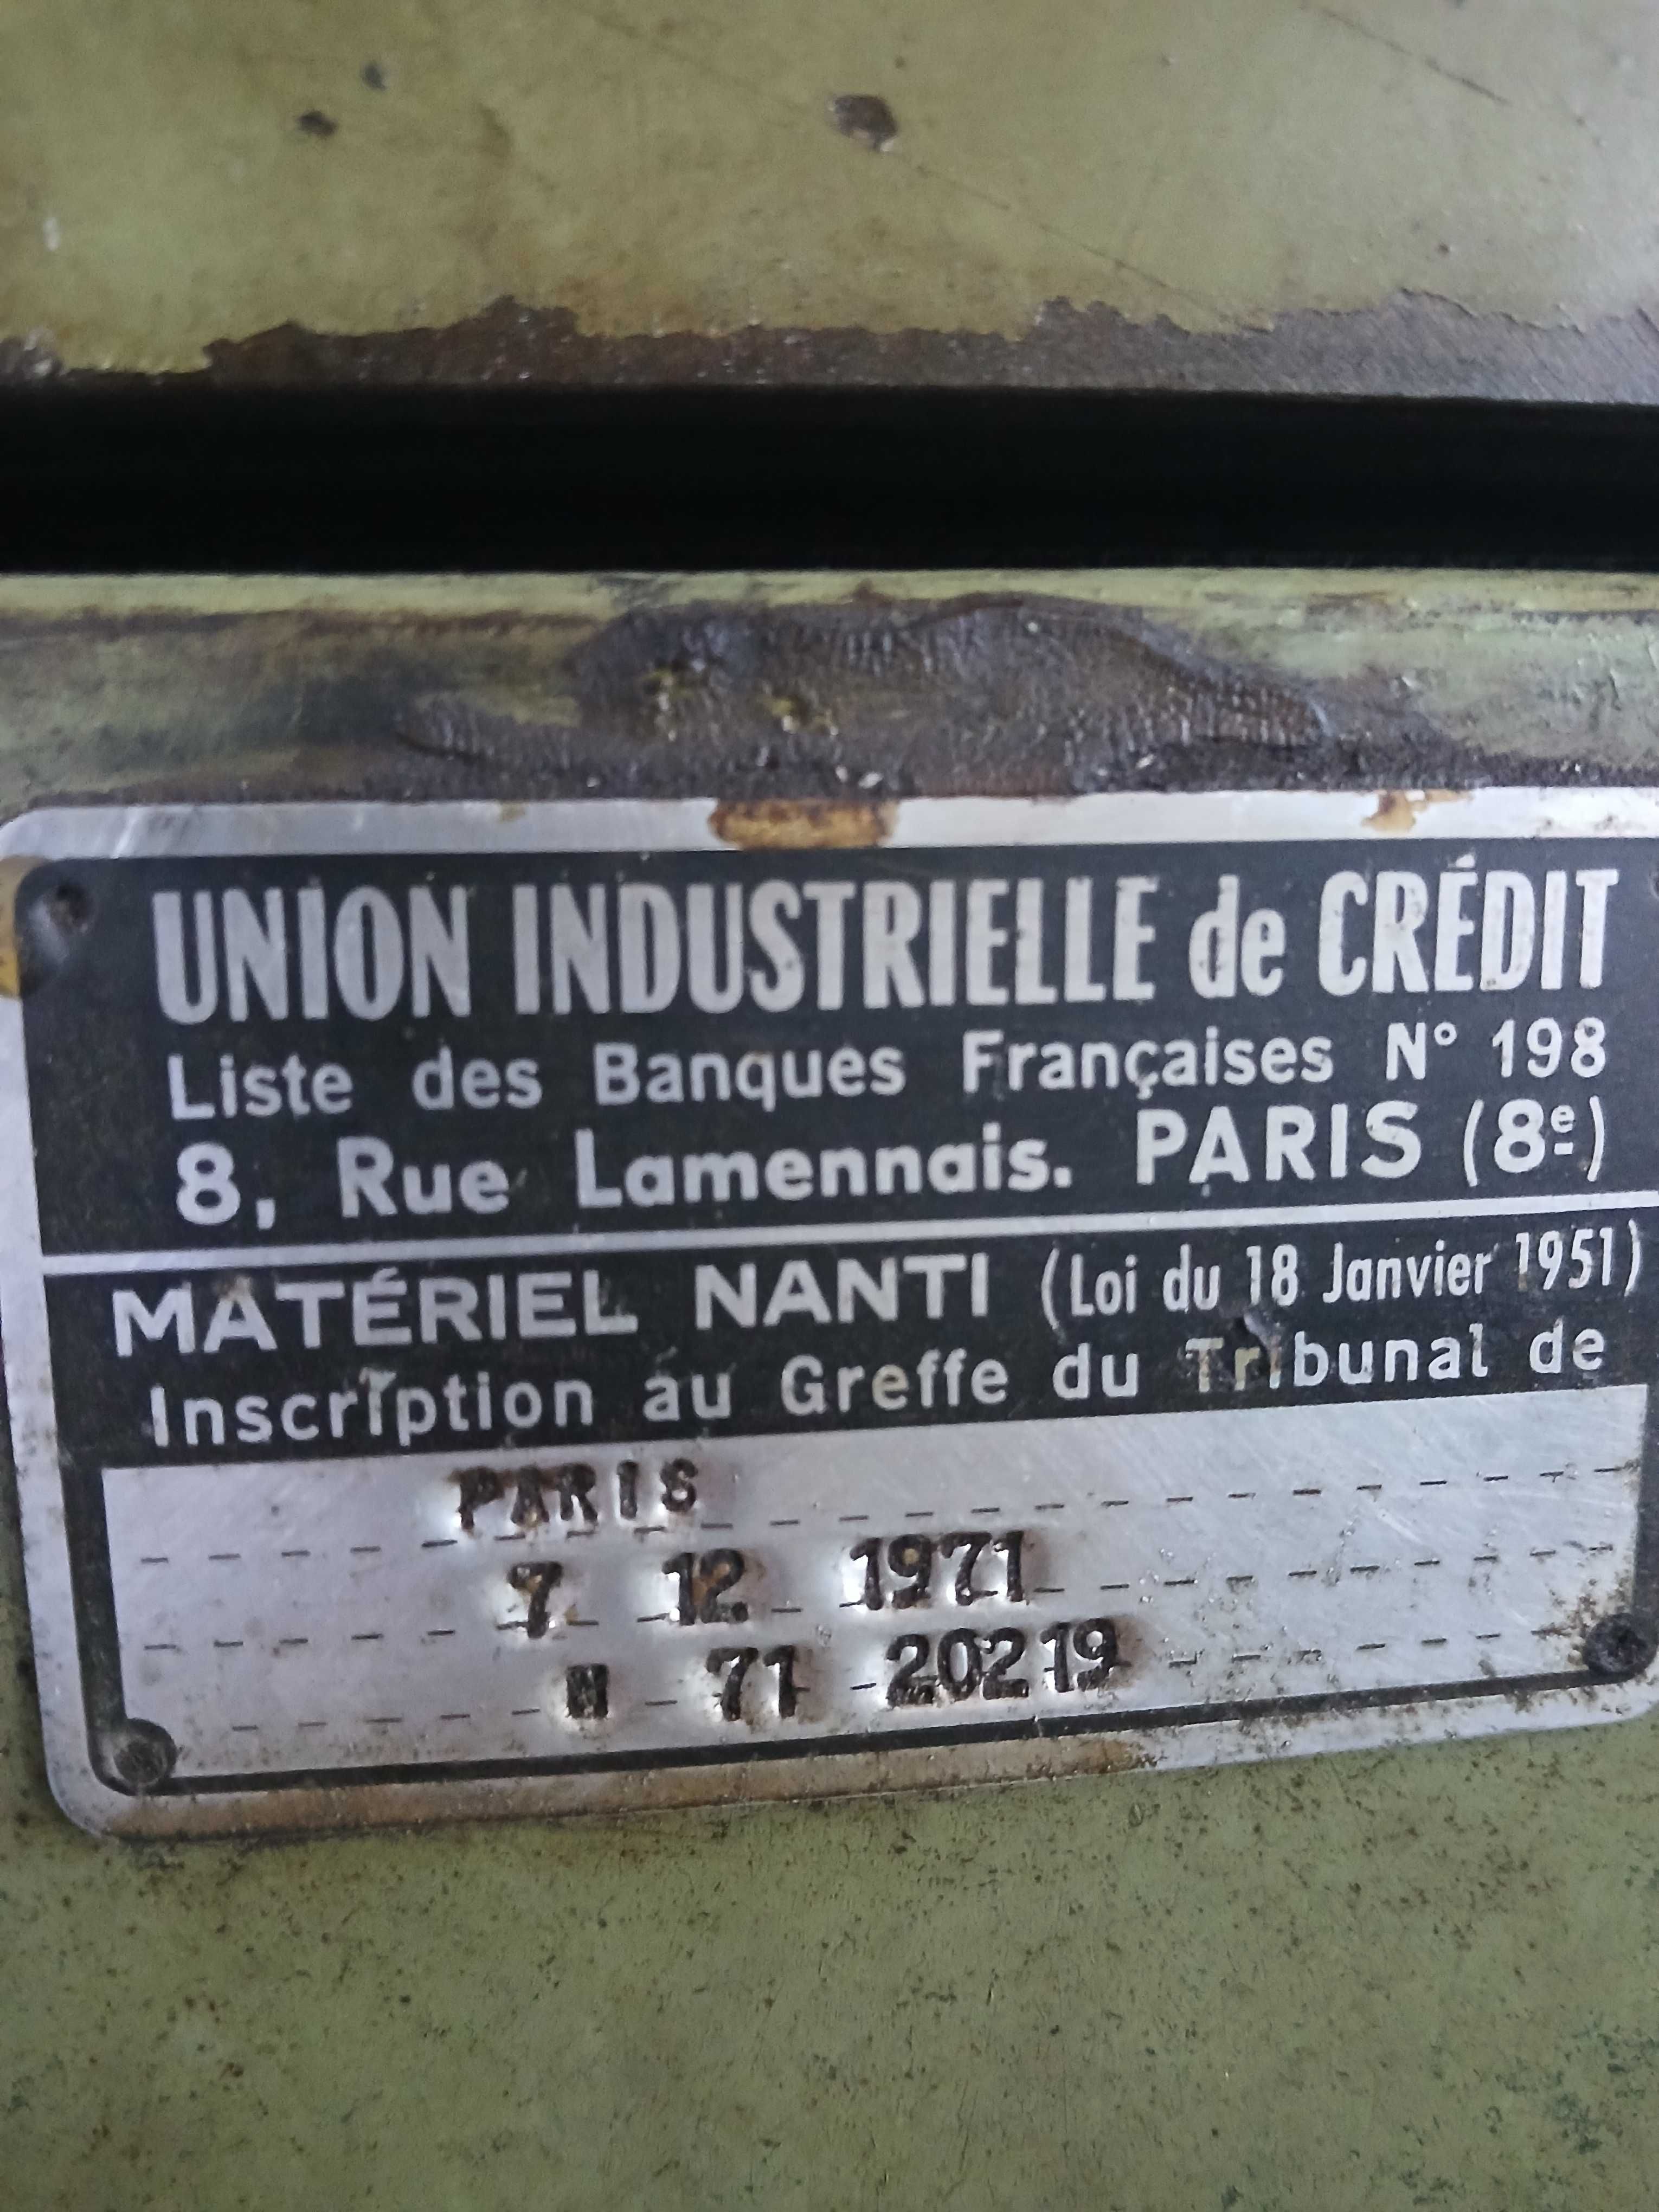 UNION INDUSTRIELLE de CRÉDIT
Liste des Banques Françaises N° 198
8, Rue Lamennais. PARIS (8e)
MATÉRIEL NANTI (Loi du 18 Janvier 1951)
Inscription au Greffe du Tribunal de
PARIS
7 12 1971
N 71 20219